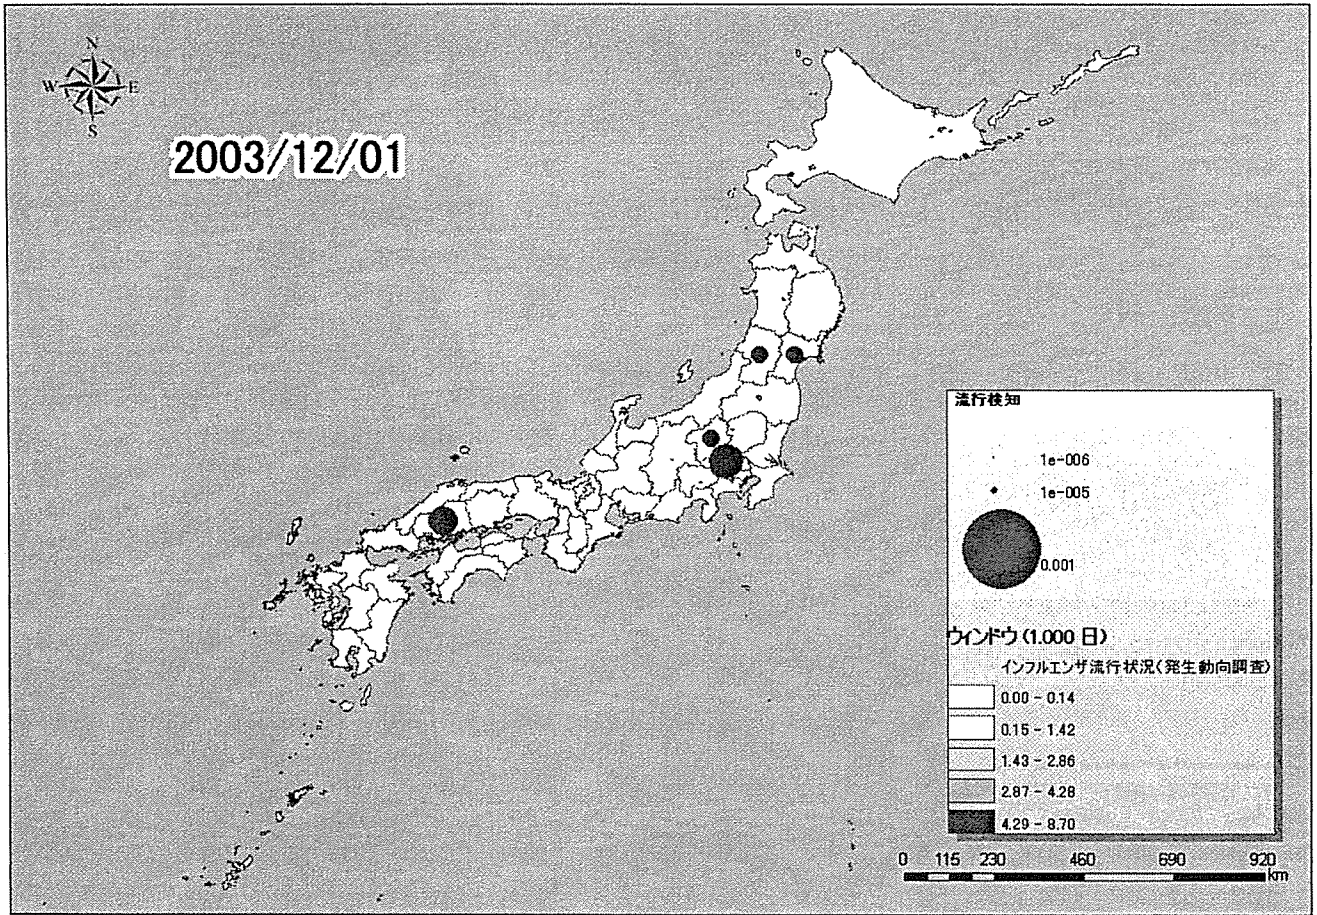 N
W E
S
2003/12/01
流行検知
1e-006
1e-005
0.001
ウィンドウ (1.000 日)
インフルエンザ流行状況(発生動向調査)
0.00 - 0.14
0.15 - 1.42
1.43 - 2.86
2.87 - 4.28
4.29 - 8.70
0 115 230 460 690 920
km